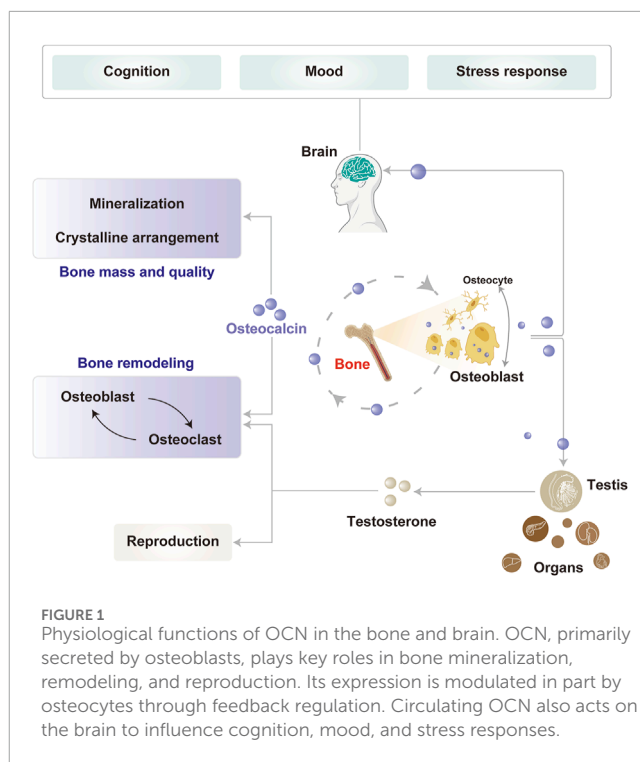 Cognition
Mood
Stress response
Brain
Mineralization
Crystalline arrangement
Bone mass and quality
Osteocalcin
Osteocyte
Bone
Osteoblast
Bone remodeling
Osteoblast
Osteoclast
Testis
Testosterone
Reproduction
Organs
FIGURE 1
Physiological functions of OCN in the bone and brain. OCN, primarily
secreted by osteoblasts, plays key roles in bone mineralization,
remodeling, and reproduction. Its expression is modulated in part by
osteocytes through feedback regulation. Circulating OCN also acts on
the brain to influence cognition, mood, and stress responses.